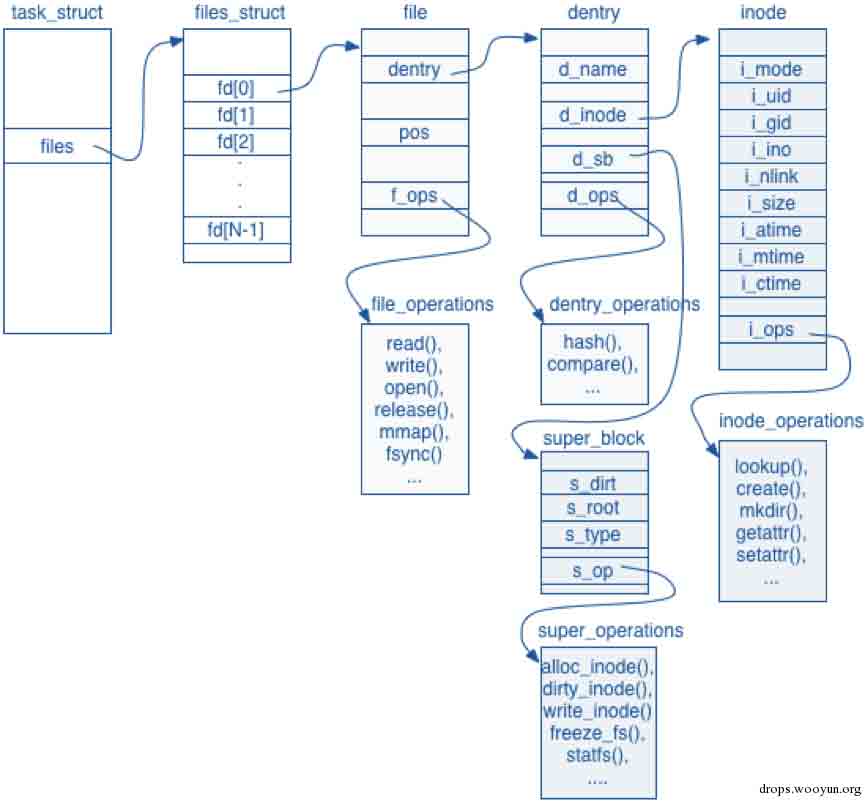 task_struct
files
files_struct
fd[0]
fd[1]
fd[2]
.
.
.
fd[N-1]
file
dentry
pos
f_ops
file_operations
read(),
write(),
open(),
release(),
mmap(),
fsync()
...
dentry
d_name
d_inode
d_sb
d_ops
dentry_operations
hash(),
compare(),
...
super_block
s_dirt
s_root
s_type
s_op
super_operations
alloc_inode(),
dirty_inode(),
write_inode()
freeze_fs(),
statfs(),
....
inode
i_mode
i_uid
i_gid
i_ino
i_nlink
i_size
i_atime
i_mtime
i_ctime
i_ops
inode_operations
lookup(),
create(),
mkdir(),
getattr(),
setattr(),
...
drops.wooyun.org